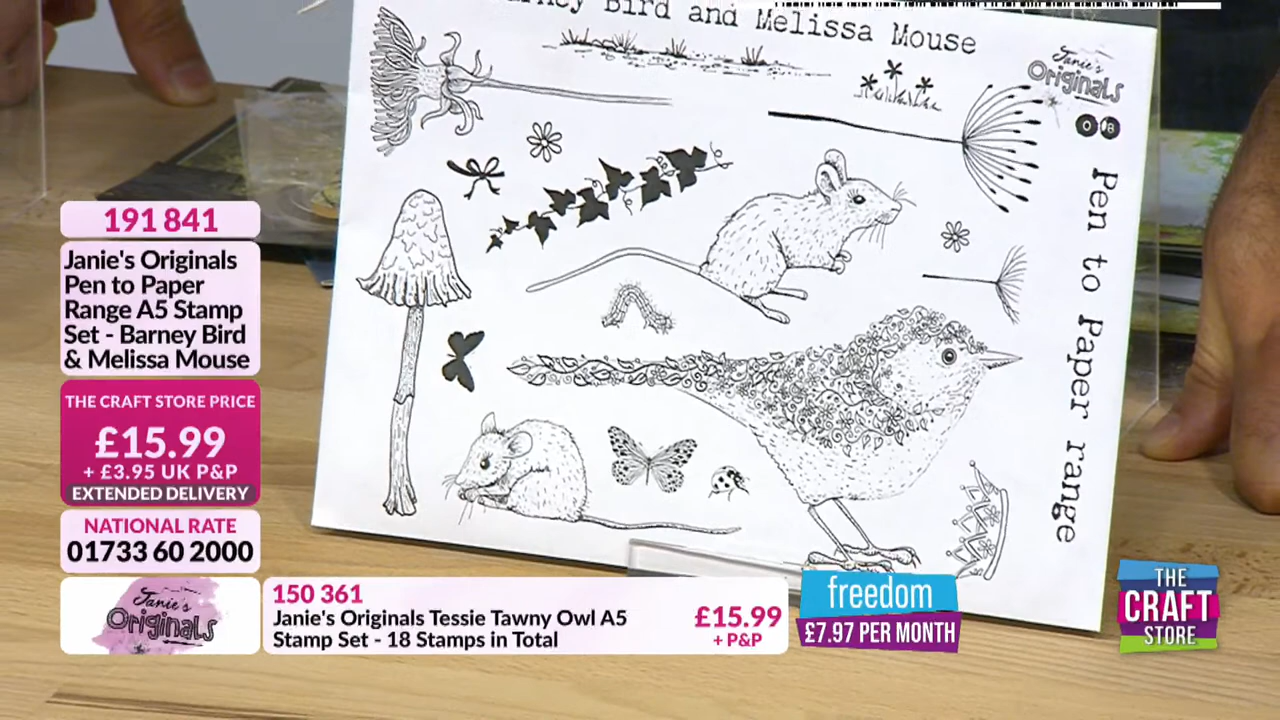 Bird and Melissa Mouse
Janie's
Originals
Pen to Paper range
191 841
Janie's Originals
Pen to Paper
Range A5 Stamp
Set - Barney Bird
& Melissa Mouse
THE CRAFT STORE PRICE
£15.99
+ £3.95 UK P&P
EXTENDED DELIVERY
NATIONAL RATE
01733 60 2000
Janie's
Originals
150 361
Janie's Originals Tessie Tawny Owl A5
Stamp Set - 18 Stamps in Total
£15.99
+ P&P
freedom
£7.97 PER MONTH
THE
CRAFT
STORE